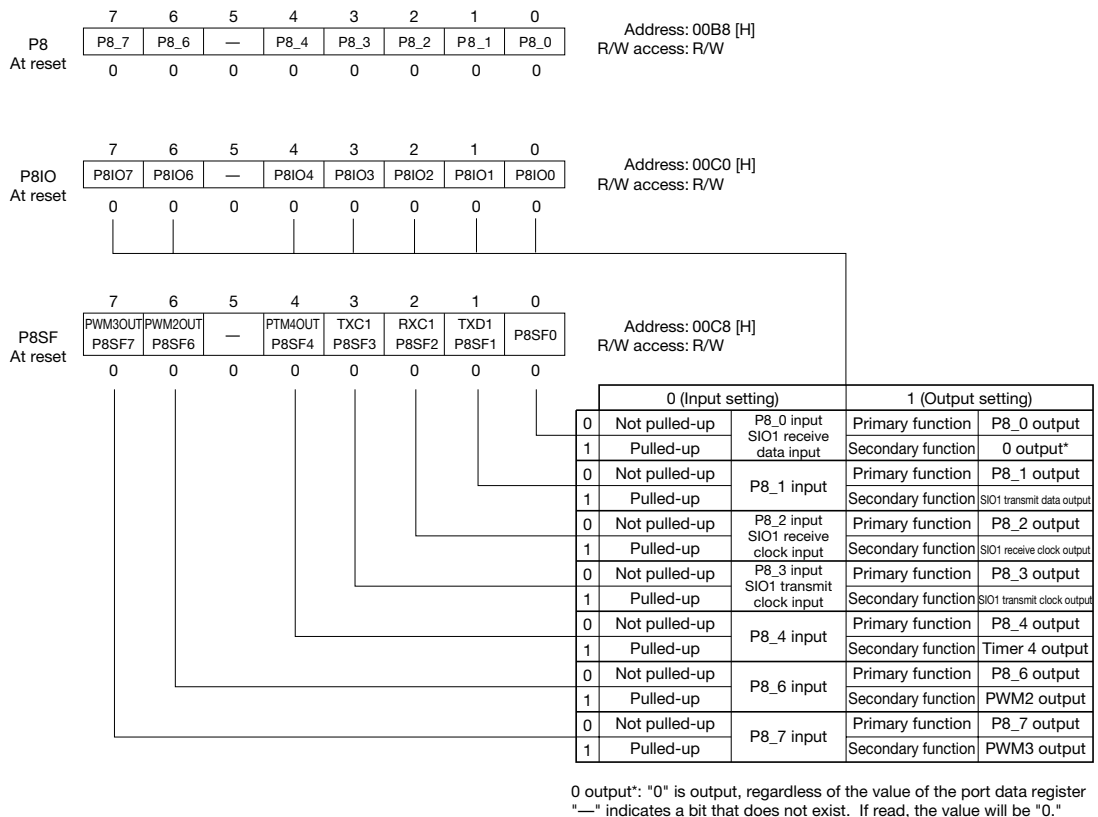 7 6 5 4 3 2 1 0
P8 P8_7 P8_6 — P8_4 P8_3 P8_2 P8_1 P8_0
At reset 0 0 0 0 0 0 0 0
Address: 00B8 [H]
R/W access: R/W
7 6 5 4 3 2 1 0
P8IO P8IO7 P8IO6 — P8IO4 P8IO3 P8IO2 P8IO1 P8IO0
At reset 0 0 0 0 0 0 0 0
Address: 00C0 [H]
R/W access: R/W
7 6 5 4 3 2 1 0
PWM3OUT PWM2OUT — PTM4OUT TXC1 RXC1 TXD1 P8SF0
P8SF P8SF7 P8SF6 P8SF4 P8SF3 P8SF2 P8SF1
At reset 0 0 0 0 0 0 0 0
Address: 00C8 [H]
R/W access: R/W
0 (Input setting) 1 (Output setting)
0 Not pulled-up P8_0 input Primary function P8_0 output
SIO1 receive
1 Pulled-up data input Secondary function 0 output*
0 Not pulled-up Primary function P8_1 output
P8_1 input
1 Pulled-up Secondary function SIO1 transmit data output
0 Not pulled-up P8_2 input Primary function P8_2 output
SIO1 receive
1 Pulled-up clock input Secondary function SIO1 receive clock output
0 Not pulled-up P8_3 input Primary function P8_3 output
SIO1 transmit
1 Pulled-up clock input Secondary function SIO1 transmit clock output
0 Not pulled-up Primary function P8_4 output
P8_4 input
1 Pulled-up Secondary function Timer 4 output
0 Not pulled-up Primary function P8_6 output
P8_6 input
1 Pulled-up Secondary function PWM2 output
0 Not pulled-up Primary function P8_7 output
P8_7 input
1 Pulled-up Secondary function PWM3 output
0 output*: "0" is output, regardless of the value of the port data register
"—" indicates a bit that does not exist. If read, the value will be "0."